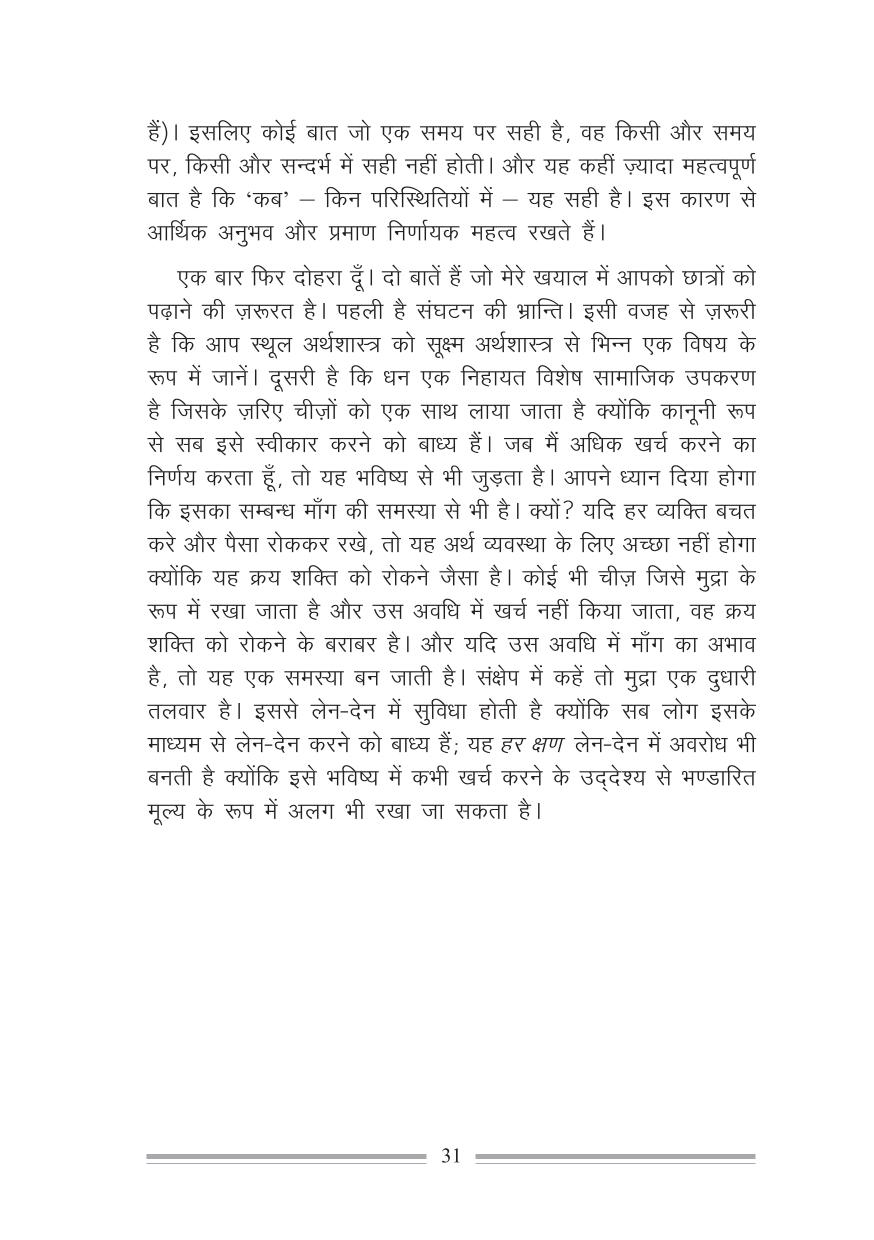 हैं)। इसलिए कोई बात जो एक समय पर सही है, वह किसी और समय
पर, किसी और सन्दर्भ में सही नहीं होती। और यह कहीं ज़्यादा महत्वपूर्ण
बात है कि ‘कब’ – किन परिस्थितियों में – यह सही है। इस कारण से
आर्थिक अनुभव और प्रमाण निर्णायक महत्व रखते हैं।
एक बार फिर दोहरा दूँ। दो बातें हैं जो मेरे खयाल में आपको छात्रों को
पढ़ाने की ज़रूरत है। पहली है संघटन की भ्रान्ति। इसी वजह से ज़रूरी
है कि आप स्थूल अर्थशास्त्र को सूक्ष्म अर्थशास्त्र से भिन्न एक विषय के
रूप में जानें। दूसरी है कि धन एक निहायत विशेष सामाजिक उपकरण
है जिसके ज़रिए चीज़ों को एक साथ लाया जाता है क्योंकि कानूनी रूप
से सब इसे स्वीकार करने को बाध्य हैं। जब मैं अधिक खर्च करने का
निर्णय करता हूँ, तो यह भविष्य से भी जुड़ता है। आपने ध्यान दिया होगा
कि इसका सम्बन्ध माँग की समस्या से भी है। क्यों? यदि हर व्यक्ति बचत
करे और पैसा रोककर रखे, तो यह अर्थ व्यवस्था के लिए अच्छा नहीं होगा
क्योंकि यह क्रय शक्ति को रोकने जैसा है। कोई भी चीज़ जिसे मुद्रा के
रूप में रखा जाता है और उस अवधि में खर्च नहीं किया जाता, वह क्रय
शक्ति को रोकने के बराबर है। और यदि उस अवधि में माँग का अभाव
है, तो यह एक समस्या बन जाती है। संक्षेप में कहें तो मुद्रा एक दुधारी
तलवार है। इससे लेन-देन में सुविधा होती है क्योंकि सब लोग इसके
माध्यम से लेन-देन करने को बाध्य हैं; यह हर क्षण लेन-देन में अवरोध भी
बनती है क्योंकि इसे भविष्य में कभी खर्च करने के उद्देश्य से भण्डारित
मूल्य के रूप में अलग भी रखा जा सकता है।
31